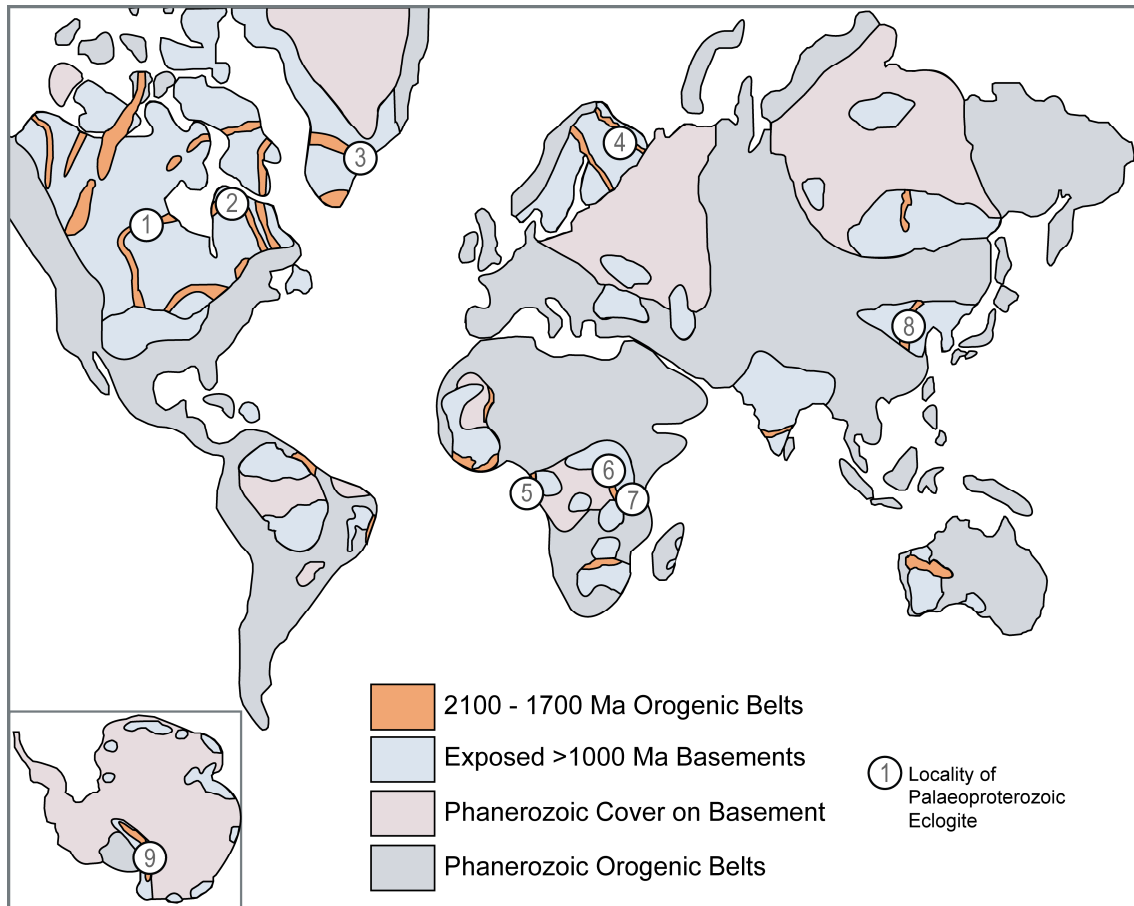 3
4
1
2
8
6
5
7
2100 - 1700 Ma Orogenic Belts
Exposed >1000 Ma Basements
Phanerozoic Cover on Basement
Phanerozoic Orogenic Belts
1 Locality of
Palaeoproterozoic
Eclogite
9